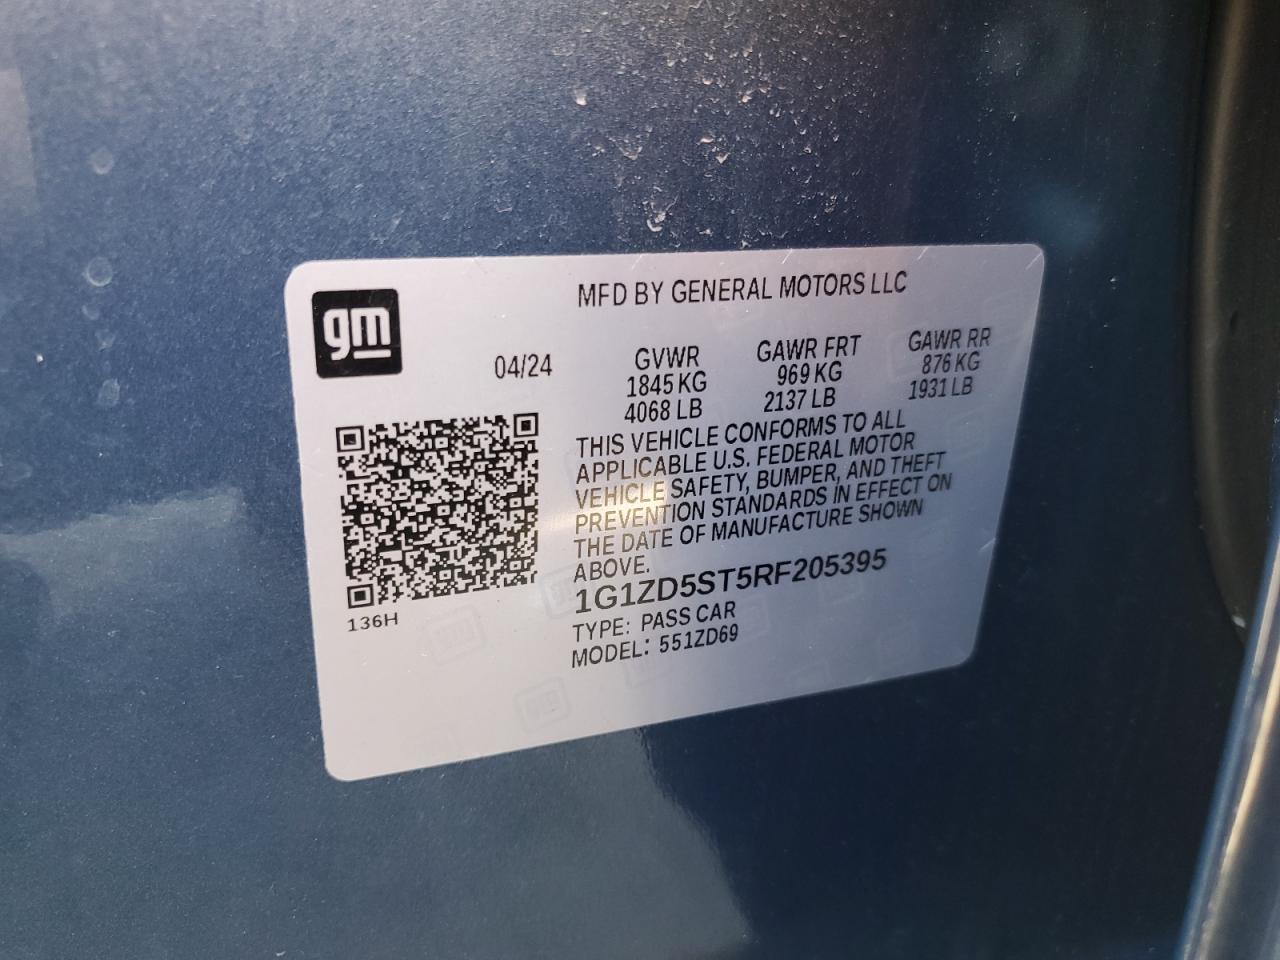 gm
MFD BY GENERAL MOTORS LLC
04/24
GVWR
1845 KG
4068 LB
GAWR FRT
969 KG
2137 LB
GAWR RR
876 KG
1931 LB
THIS VEHICLE CONFORMS TO ALL
APPLICABLE U.S. FEDERAL MOTOR
VEHICLE SAFETY, BUMPER, AND THEFT
PREVENTION STANDARDS IN EFFECT ON
THE DATE OF MANUFACTURE SHOWN
ABOVE.
1G1ZD5ST5RF205395
TYPE: PASS CAR
MODEL: 551ZD69
136H